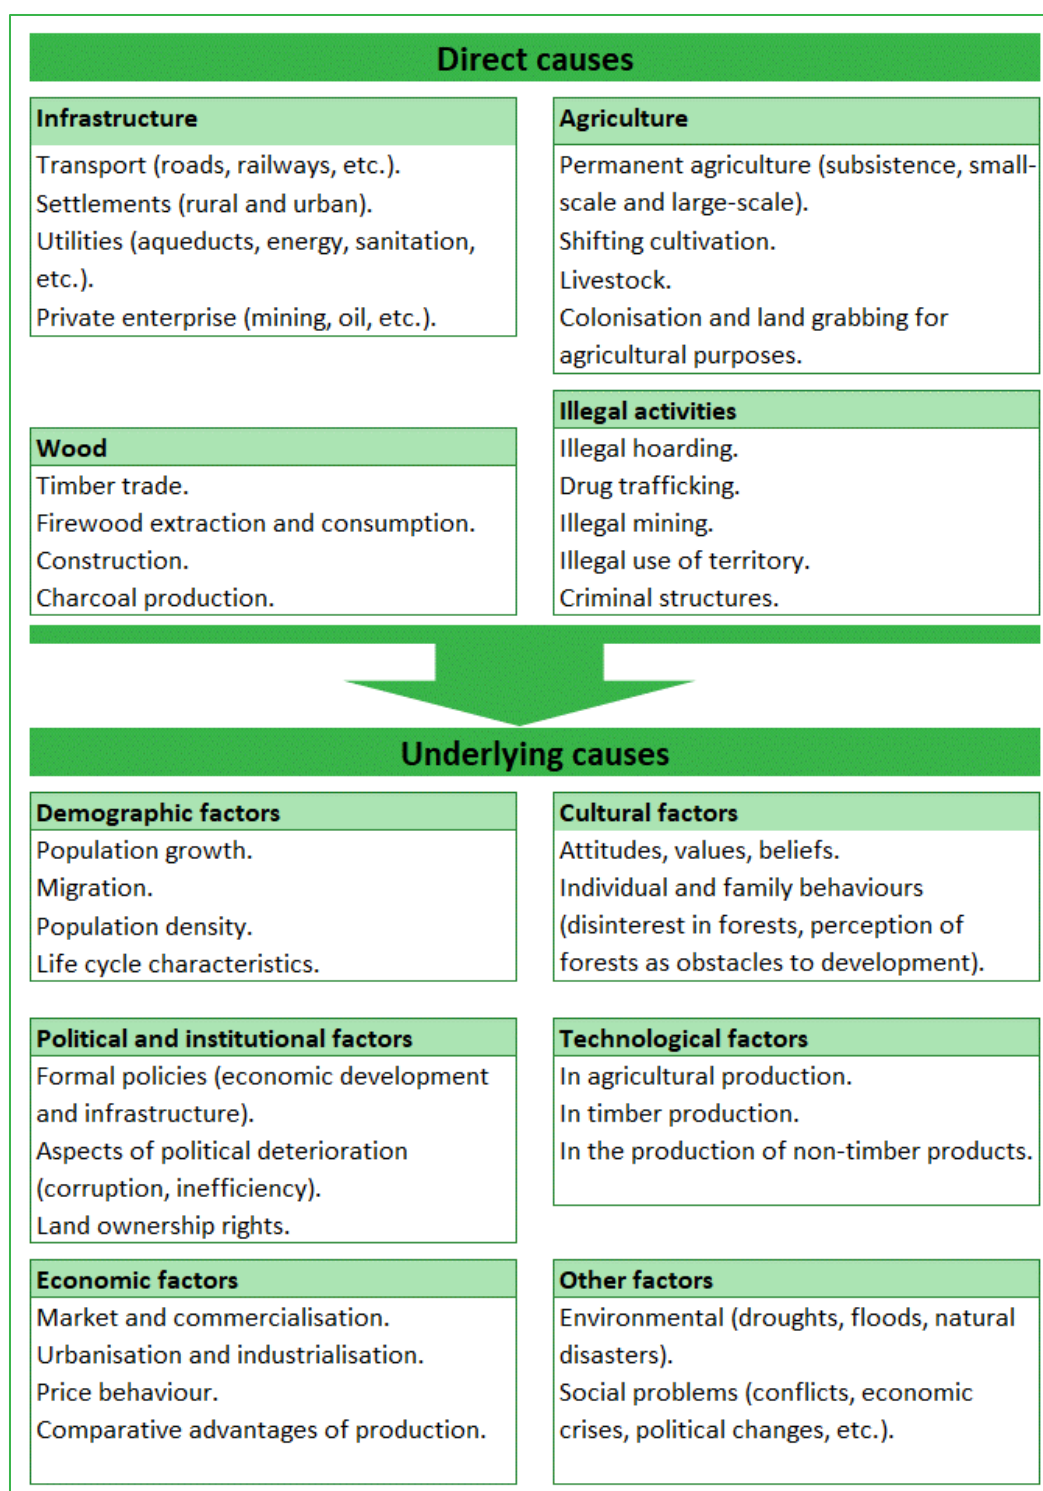 Direct causes
Infrastructure
Transport (roads, railways, etc.).
Settlements (rural and urban).
Utilities (aqueducts, energy, sanitation,
etc.).
Private enterprise (mining, oil, etc.).
Agriculture
Permanent agriculture (subsistence, small-
scale and large-scale).
Shifting cultivation.
Livestock.
Colonisation and land grabbing for
agricultural purposes.
Wood
Timber trade.
Firewood extraction and consumption.
Construction.
Charcoal production.
Illegal activities
Illegal hoarding.
Drug trafficking.
Illegal mining.
Illegal use of territory.
Criminal structures.
Underlying causes
Demographic factors
Population growth.
Migration.
Population density.
Life cycle characteristics.
Cultural factors
Attitudes, values, beliefs.
Individual and family behaviours
(disinterest in forests, perception of
forests as obstacles to development).
Political and institutional factors
Formal policies (economic development
and infrastructure).
Aspects of political deterioration
(corruption, inefficiency).
Land ownership rights.
Technological factors
In agricultural production.
In timber production.
In the production of non-timber products.
Economic factors
Market and commercialisation.
Urbanisation and industrialisation.
Price behaviour.
Comparative advantages of production.
Other factors
Environmental (droughts, floods, natural
disasters).
Social problems (conflicts, economic
crises, political changes, etc.).